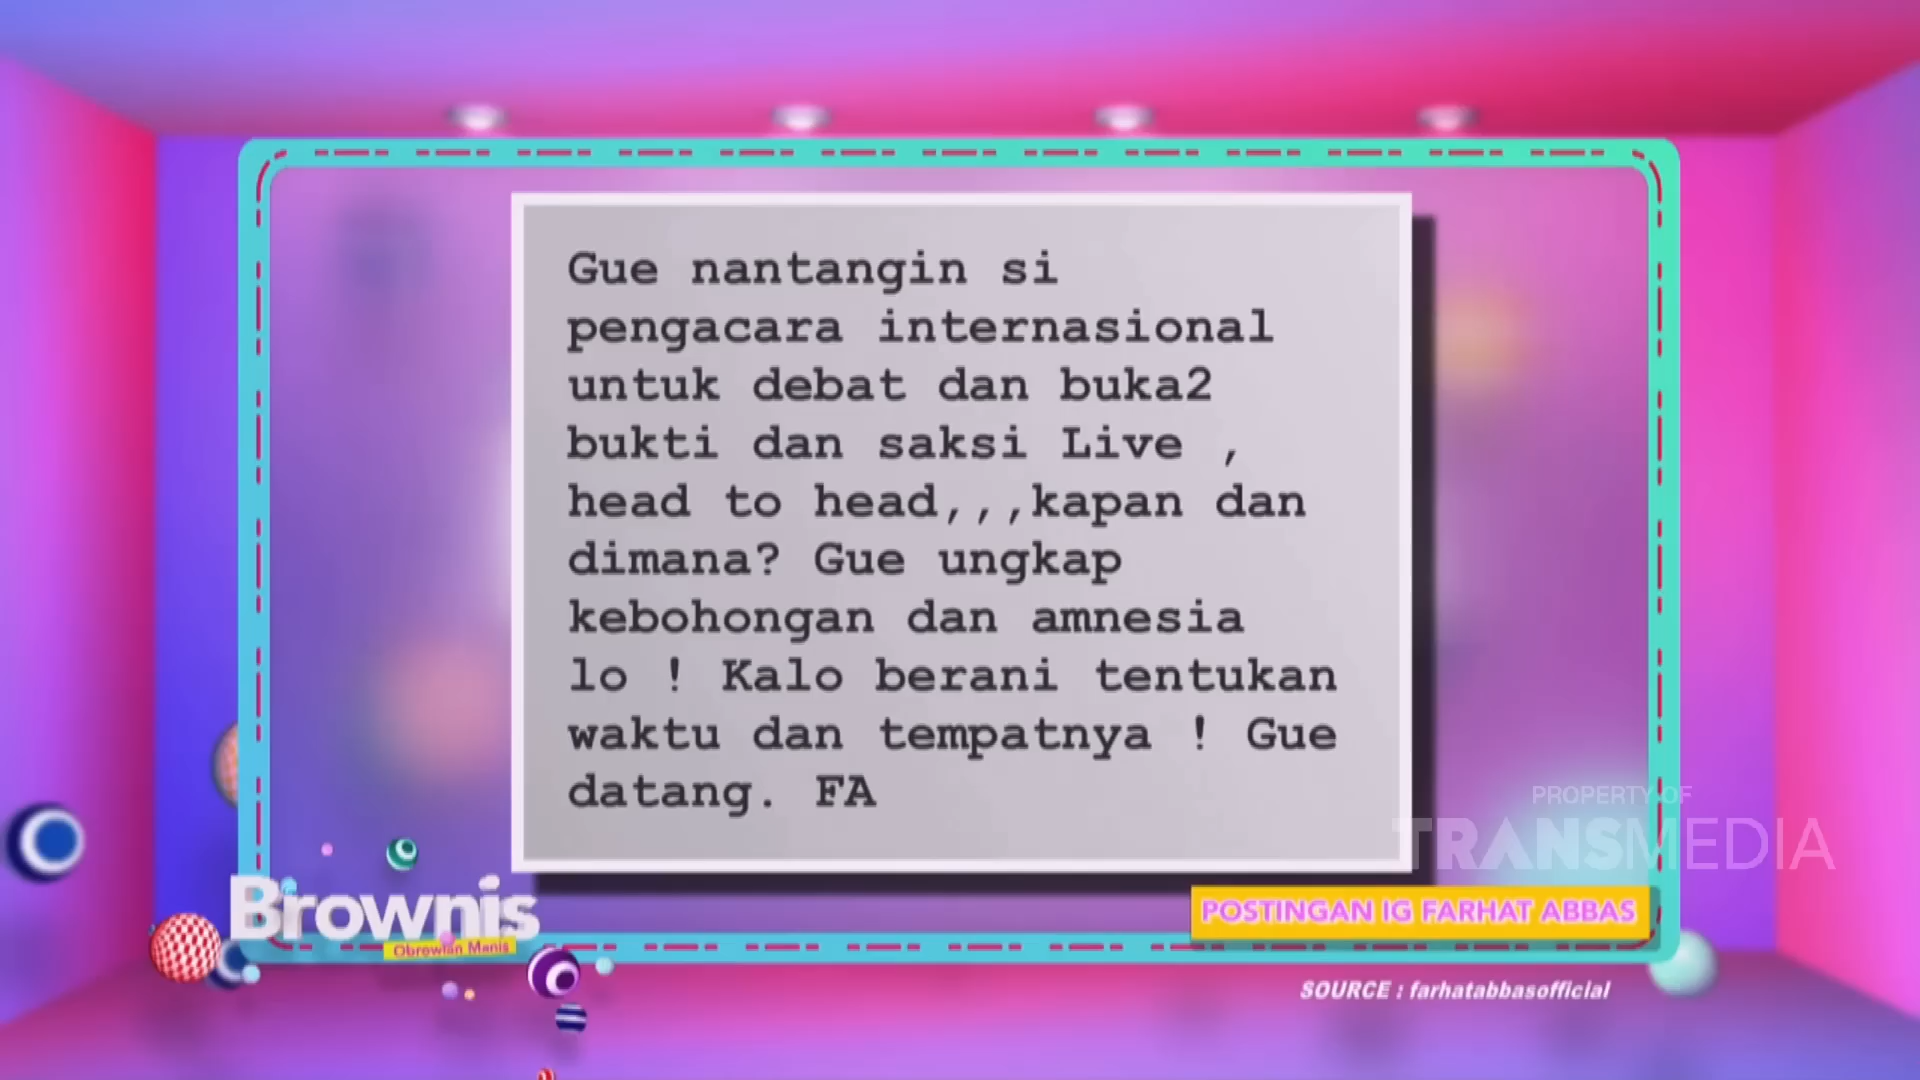 Gue nantangin si
pengacara internasional
untuk debat dan buka2
bukti dan saksi Live ,
head to head,,,kapan dan
dimana? Gue ungkap
kebohongan dan amnesia
lo ! Kalo berani tentukan
waktu dan tempatnya ! Gue
datang. FA
PROPERTY OF
TRANSMEDIA
Brownis
Obrowlan Manis
POSTINGAN IG FARHAT ABBAS
SOURCE : farhatabbasofficial